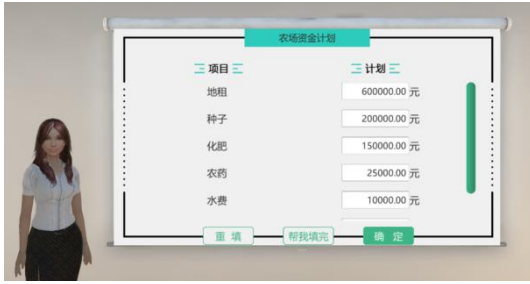 农场资金计划
项目 计划
地租 600000.00 元
种子 200000.00 元
化肥 150000.00 元
农药 25000.00 元
水费 10000.00 元
重 填 帮我填完 确 定